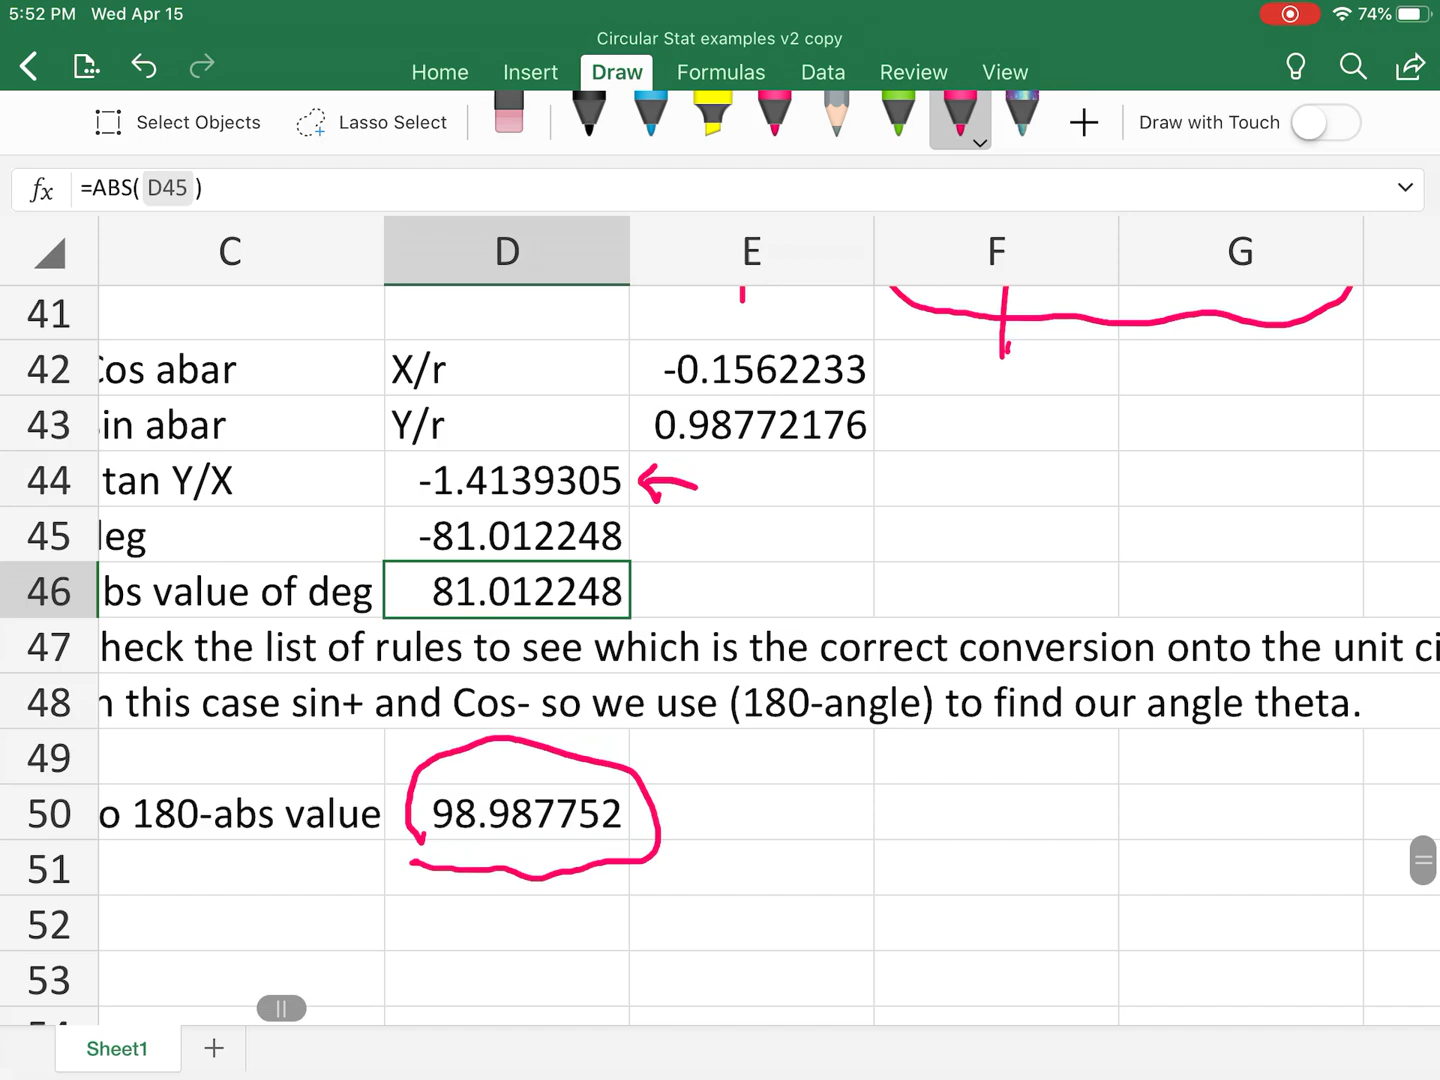 5:52 PM Wed Apr 15
74%
Circular Stat examples v2 copy
Home Insert Draw Formulas Data Review View
Select Objects Lasso Select Draw with Touch
fx =ABS( D45 )
C D E F G
41
42 Cos abar X/r -0.1562233
43 in abar Y/r 0.98772176
44 tan Y/X -1.4139305
45 deg -81.012248
46 bs value of deg 81.012248
47 heck the list of rules to see which is the correct conversion onto the unit ci
48 n this case sin+ and Cos- so we use (180-angle) to find our angle theta.
49
50 o 180-abs value 98.987752
51
52
53
54
Sheet1